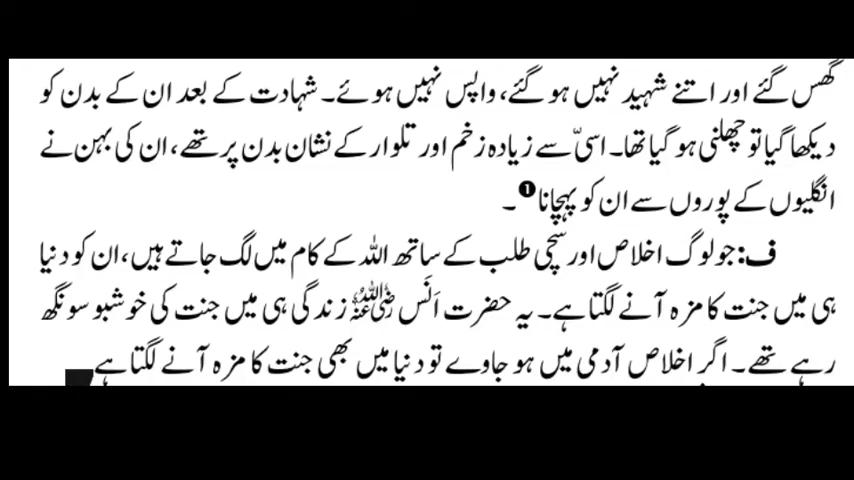 گھس گئے اور اتنے شہید نہیں ہو گئے، واپس نہیں ہوئے۔ شہادت کے بعد ان کے بدن کو
دیکھا گیا تو چھلنی ہو گیا تھا۔ اسّی سے زیادہ زخم اور تلوار کے نشان بدن پر تھے، ان کی بہن نے
انگلیوں کے پوروں سے ان کو پہچانا❶۔
ف: جو لوگ اخلاص اور سچی طلب کے ساتھ اللہ کے کام میں لگ جاتے ہیں، ان کو دنیا
ہی میں جنت کا مزہ آنے لگتا ہے۔ یہ حضرت اَنَس رضی اللہ عنہ زندگی ہی میں جنت کی خوشبو سونگھ
رہے تھے۔ اگر اخلاص آدمی میں ہو جاوے تو دنیا میں بھی جنت کا مزہ آنے لگتا ہے